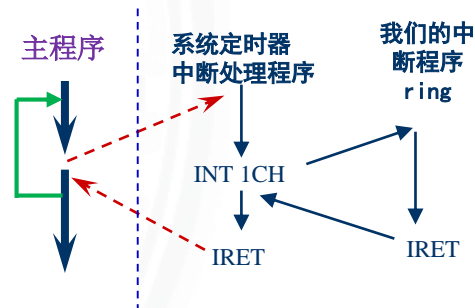 主程序
系统定时器
中断处理程序
我们的中
断程序
ring
INT 1CH
IRET
IRET